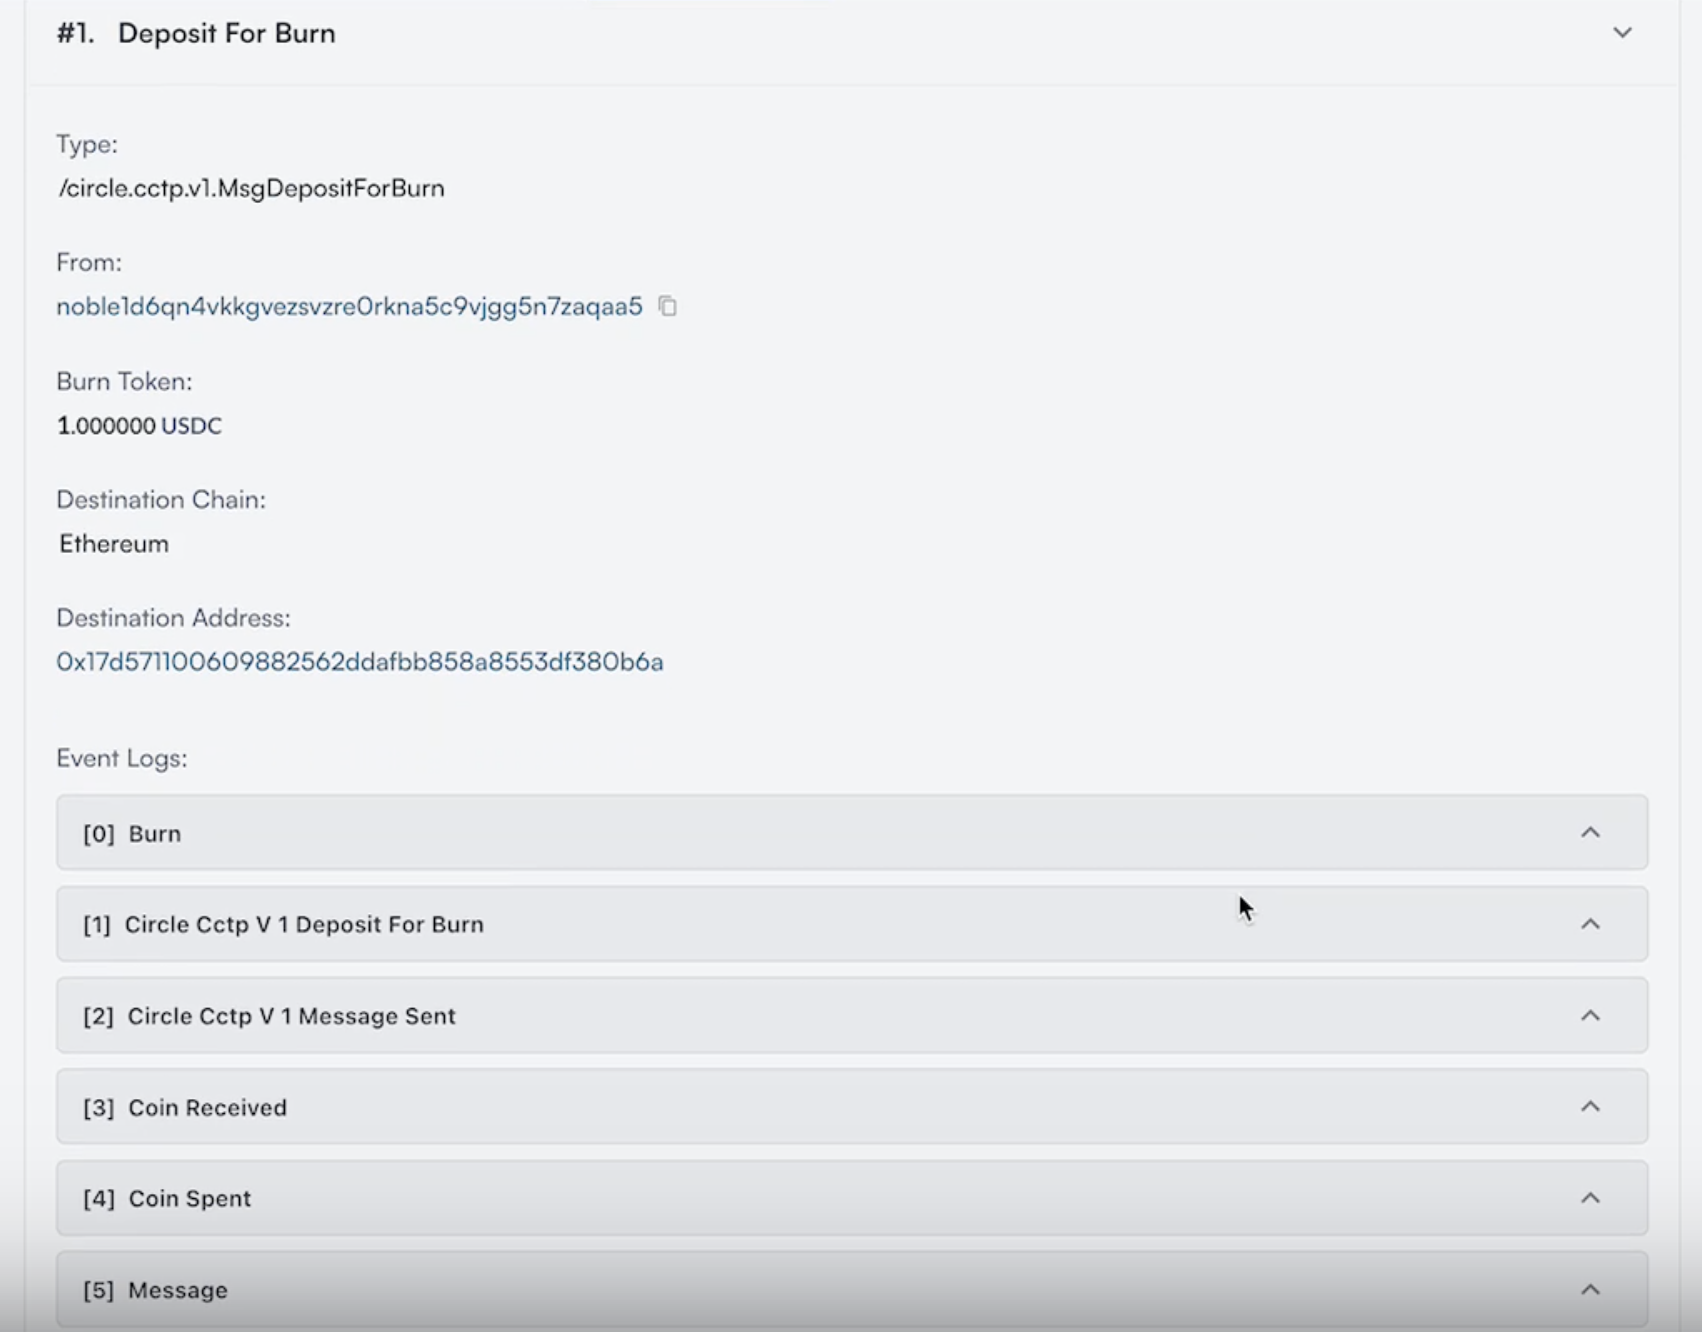 #1. Deposit For Burn
Type:
/circle.cctp.v1.MsgDepositForBurn
From:
noble1d6qn4vkkgvezsvzre0rkna5c9vjgg5n7zaqaa5
Burn Token:
1.000000 USDC
Destination Chain:
Ethereum
Destination Address:
0x17d571100609882562ddafbb858a8553df380b6a
Event Logs:
[0] Burn
[1] Circle Cctp V 1 Deposit For Burn
[2] Circle Cctp V 1 Message Sent
[3] Coin Received
[4] Coin Spent
[5] Message